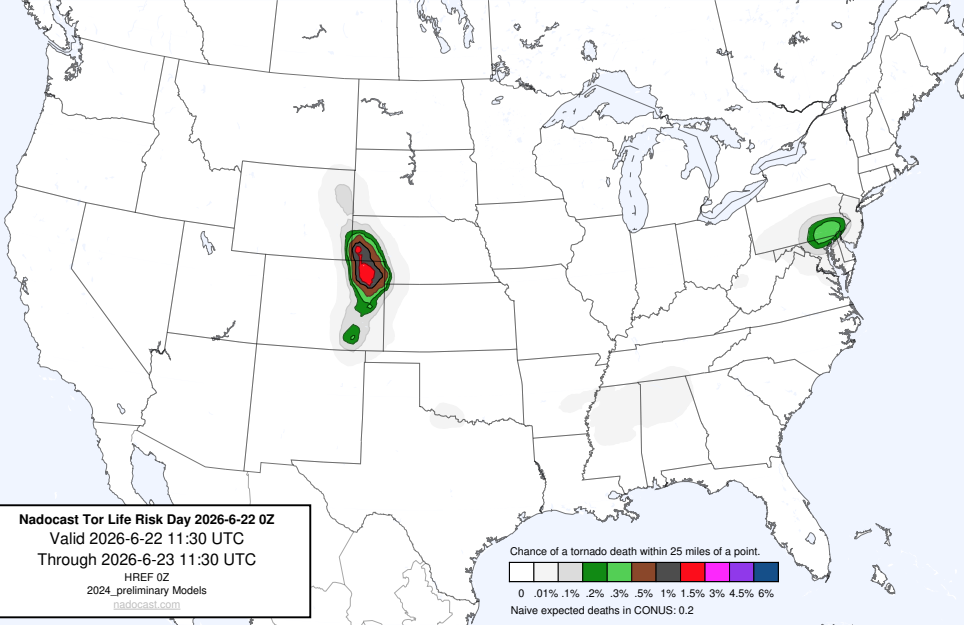 Nadocast Tor Life Risk Day 2026-6-22 0Z
Valid 2026-6-22 11:30 UTC
Through 2026-6-23 11:30 UTC
HREF 0Z
2024_preliminary Models
nadocast.com
Chance of a tornado death within 25 miles of a point.
0 .01% .1% .2% .3% .5% 1% 1.5% 3% 4.5% 6%
Naive expected deaths in CONUS: 0.2